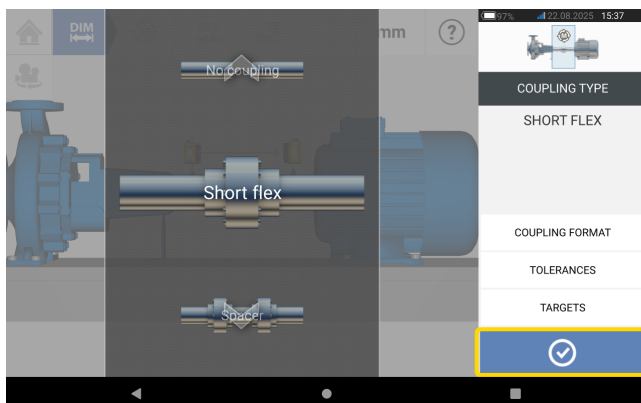 97% 22.08.2025 15:37
DIM
mm
?
No coupling
COUPLING TYPE
SHORT FLEX
Short flex
COUPLING FORMAT
TOLERANCES
Spacer
TARGETS